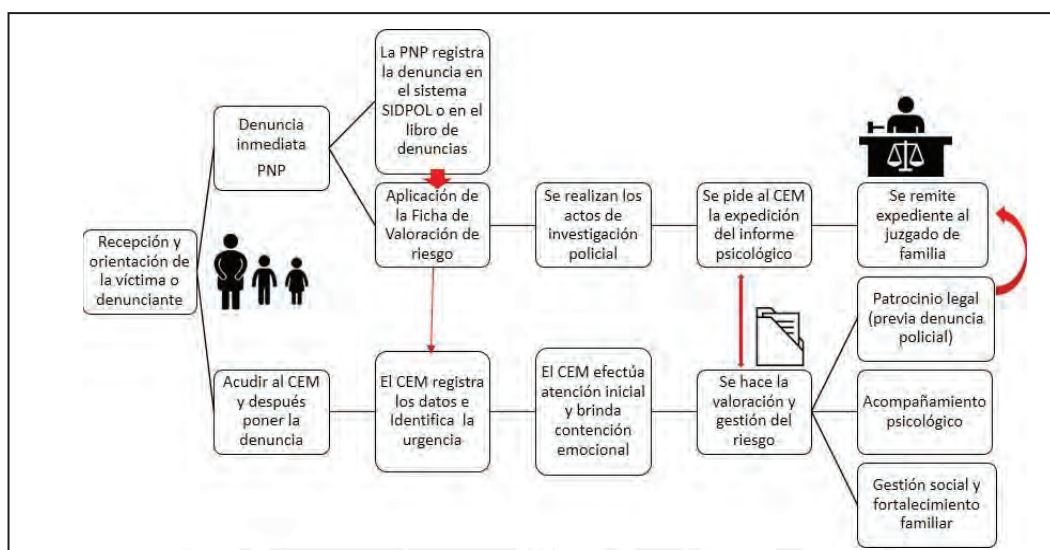 La PNP registra
la denuncia en
el sistema
SIDPOL o en el
libro de
denuncias
Denuncia
inmediata
PNP
Aplicación de
la Ficha de
Valoración de
riesgo
Se realizan los
actos de
investigación
policial
Se pide al CEM
la expedición
del informe
psicológico
Se remite
expediente al
juzgado de
familia
Recepción y
orientación de
la víctima o
denunciante
Patrocinio legal
(previa denuncia
policial)
Acudir al CEM
y después
poner la
denuncia
El CEM registra
los datos e
Identifica la
urgencia
El CEM efectúa
atención inicial
y brinda
contención
emocional
Se hace la
valoración y
gestión del
riesgo
Acompañamiento
psicológico
Gestión social y
fortalecimiento
familiar